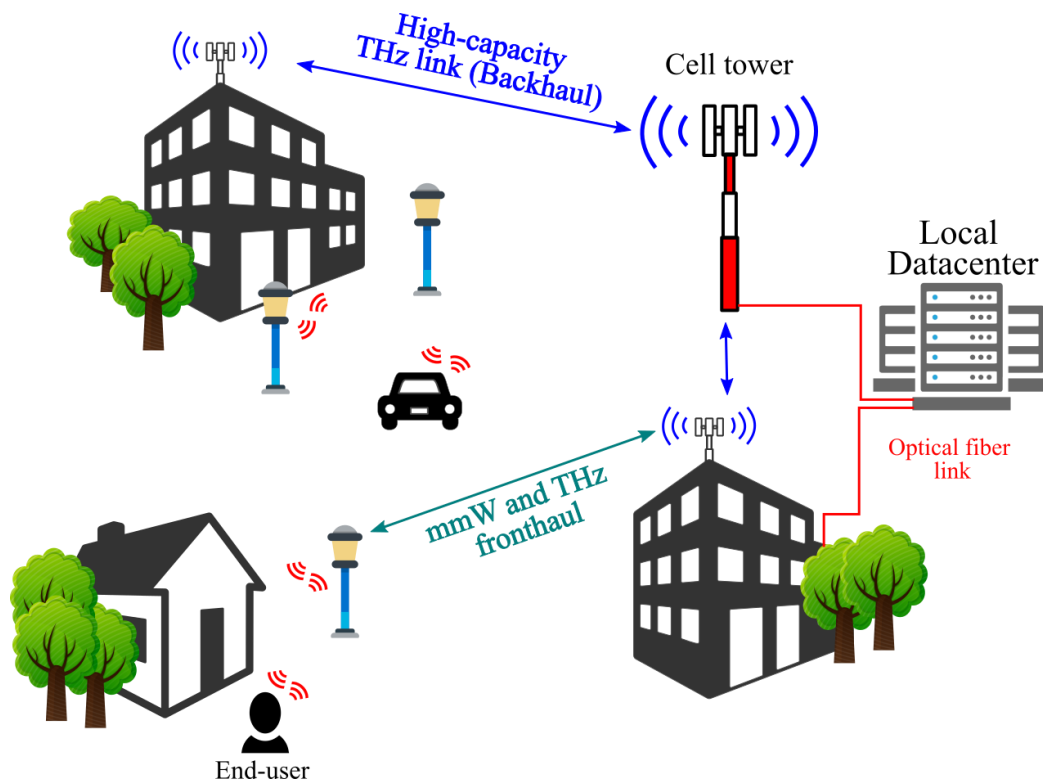 High-capacity
THz link (Backhaul)
Cell tower
Local
Datacenter
Optical fiber
link
mmW and THz
fronthaul
End-user